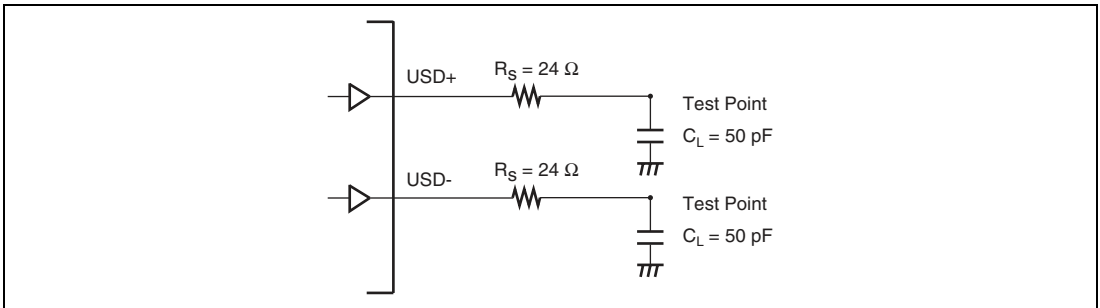 USD+
R_S = 24 Ω
Test Point
C_L = 50 pF
USD-
R_S = 24 Ω
Test Point
C_L = 50 pF